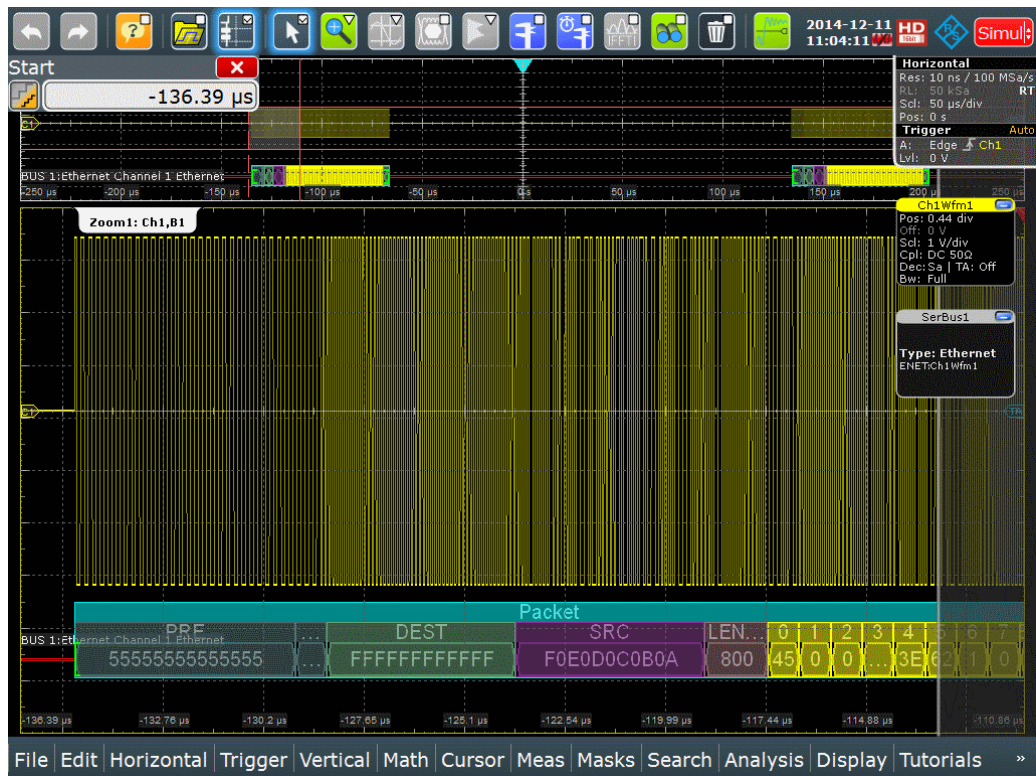 2014-12-11
11:04:11
HD
16bit
R&S
Simul
Start
-136.39 µs
Horizontal
Res: 10 ns / 100 MSa/s
RL: 50 kSa RT
Scl: 50 µs/div
Pos: 0 s
Trigger Auto
A: Edge Ch1
Lvl: 0 V
C1
BUS 1:Ethernet Channel 1 Ethernet
-250 µs -200 µs -150 µs -100 µs -50 µs 0 s 50 µs 100 µs 150 µs 200 µs 250 µs
Zoom1: Ch1,B1
Ch1Wfm1
Pos: 0.44 div
Off: 0 V
Scl: 1 V/div
Cpl: DC 50Ω
Dec:Sa | TA: Off
Bw: Full
SerBus1
Type: Ethernet
ENET:Ch1Wfm1
C1
TA
Packet
PRE ... DEST SRC LEN... 0 1 2 3 4 5 6 7
BUS 1:Ethernet Channel 1 Ethernet
55555555555555 ... FFFFFFFFFFFF F0E0D0C0B0A 800 45 0 0 ... 3E 62 1 0
-136.39 µs -132.76 µs -130.2 µs -127.65 µs -125.1 µs -122.54 µs -119.99 µs -117.44 µs -114.88 µs -110.86 µs
File Edit Horizontal Trigger Vertical Math Cursor Meas Masks Search Analysis Display Tutorials »